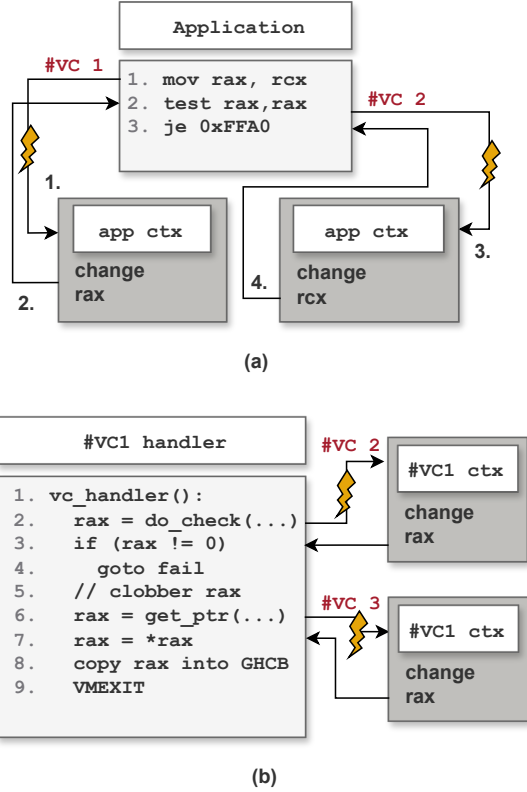 Application
#VC 1
1. mov rax, rcx
2. test rax,rax
3. je 0xFFA0
#VC 2
1.
app ctx
change
rax
2.
app ctx
change
rcx
3.
4.
(a)
#VC1 handler
1. vc_handler():
2. rax = do_check(...)
3. if (rax != 0)
4. goto fail
5. // clobber rax
6. rax = get_ptr(...)
7. rax = *rax
8. copy rax into GHCB
9. VMEXIT
#VC 2
#VC1 ctx
change
rax
#VC 3
#VC1 ctx
change
rax
(b)